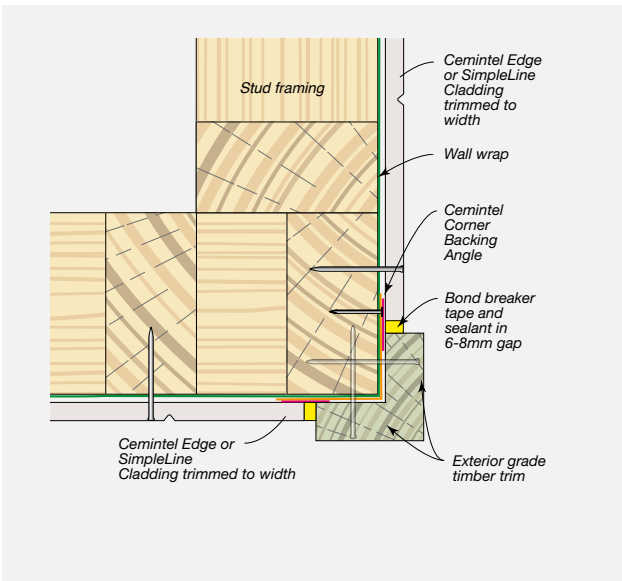 Stud framing
Cemintel Edge
or SimpleLine
Cladding
trimmed to
width
Wall wrap
Cemintel
Corner
Backing
Angle
Bond breaker
tape and
sealant in
6-8mm gap
Cemintel Edge or
SimpleLine
Cladding trimmed to width
Exterior grade
timber trim